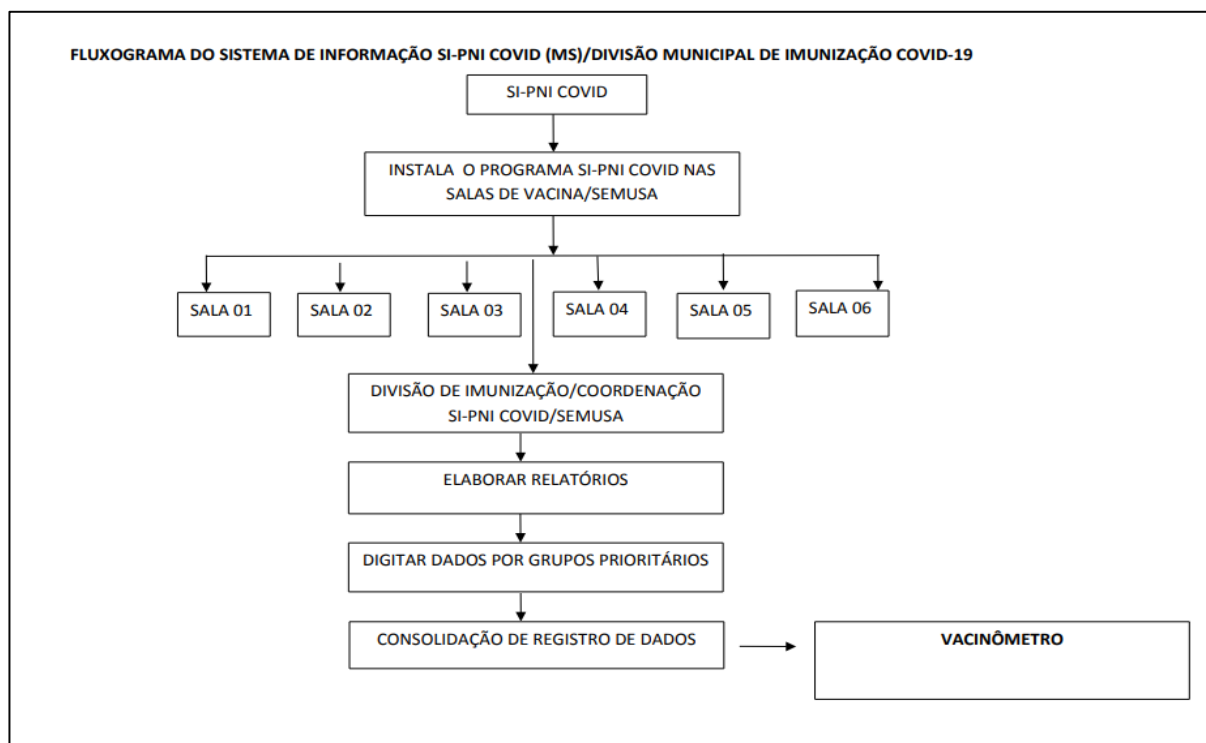 FLUXOGRAMA DO SISTEMA DE INFORMAÇÃO SI-PNI COVID (MS)/DIVISÃO MUNICIPAL DE IMUNIZAÇÃO COVID-19
SI-PNI COVID
INSTALA O PROGRAMA SI-PNI COVID NAS
SALAS DE VACINA/SEMUSA
SALA 01
SALA 02
SALA 03
SALA 04
SALA 05
SALA 06
DIVISÃO DE IMUNIZAÇÃO/COORDENAÇÃO
SI-PNI COVID/SEMUSA
ELABORAR RELATÓRIOS
DIGITAR DADOS POR GRUPOS PRIORITÁRIOS
CONSOLIDAÇÃO DE REGISTRO DE DADOS
VACINÔMETRO